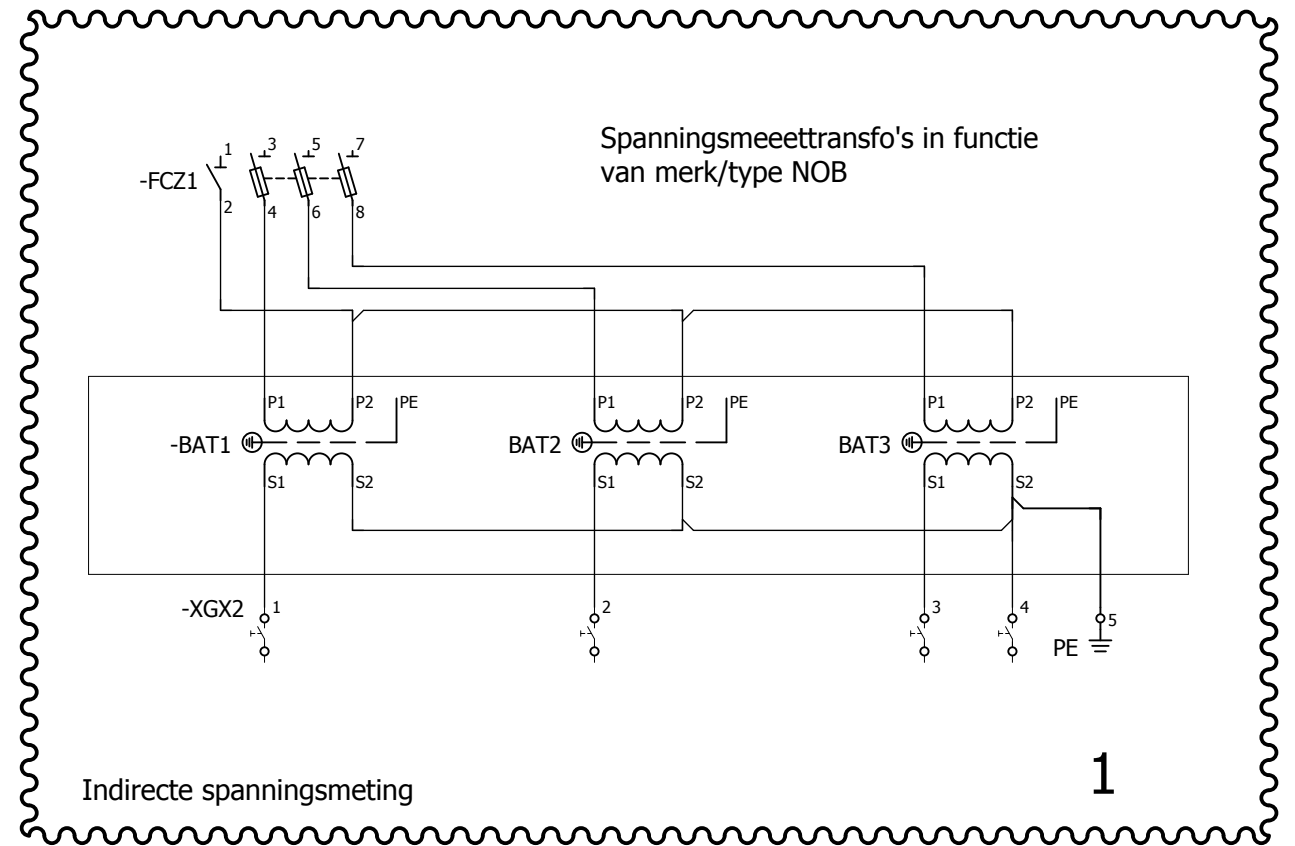 Spanningsmeeettransfo's in functie
van merk/type NOB
1 3 5 7
-FCZ1
2 4 6 8
P1 P2 PE P1 P2 PE P1 P2 PE
-BAT1 BAT2 BAT3
S1 S2 S1 S2 S1 S2
-XGX2 1 2 3 4 5
PE
1
Indirecte spanningsmeting